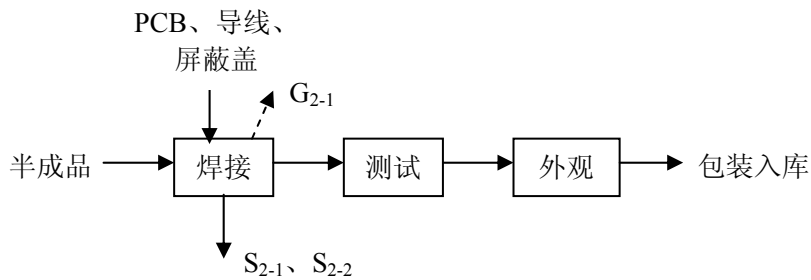 PCB、导线、
屏蔽盖
G2-1
半成品
焊接
测试
外观
包装入库
S2-1、S2-2